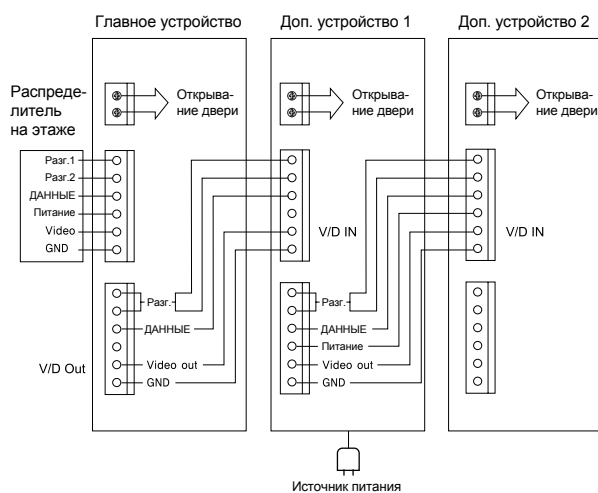 Главное устройство
Доп. устройство 1
Доп. устройство 2
Распреде-
литель
на этаже
Открыва-
ние двери
Открыва-
ние двери
Открыва-
ние двери
Разг.1
Разг.2
ДАННЫЕ
Питание
Video
GND
V/D IN
V/D IN
Разг.
ДАННЫЕ
Video out
GND
V/D Out
Разг.
ДАННЫЕ
Питание
Video out
GND
Источник питания